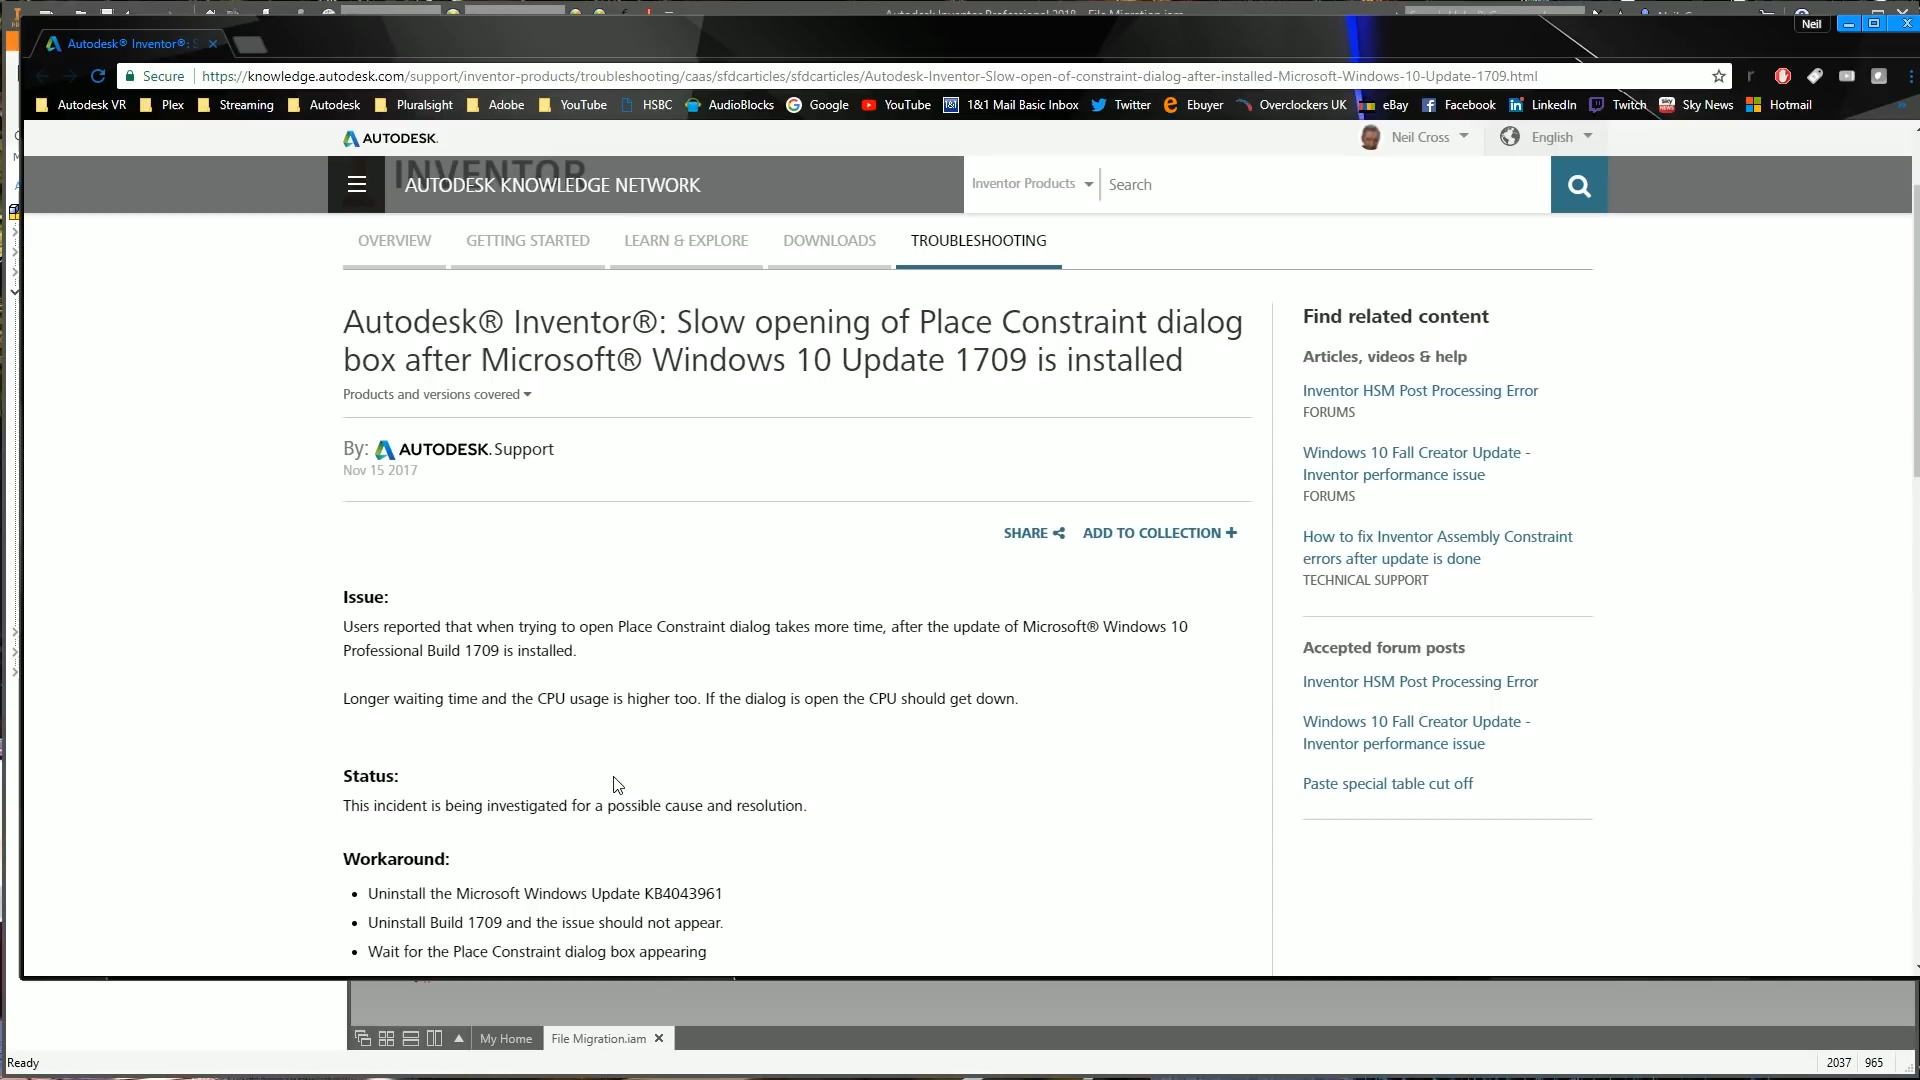 Autodesk Inventor Professional 2018 File Migration.iam
Neil
Autodesk® Inventor®: S
Secure https://knowledge.autodesk.com/support/inventor-products/troubleshooting/caas/sfdcarticles/sfdcarticles/Autodesk-Inventor-Slow-open-of-constraint-dialog-after-installed-Microsoft-Windows-10-Update-1709.html
Autodesk VR Plex Streaming Autodesk Pluralsight Adobe YouTube HSBC AudioBlocks Google YouTube 1&1 Mail Basic Inbox Twitter Ebuyer Overclockers UK eBay Facebook LinkedIn Twitch Sky News Hotmail
AUTODESK. Neil Cross English
INVENTOR
AUTODESK KNOWLEDGE NETWORK Inventor Products Search
OVERVIEW GETTING STARTED LEARN & EXPLORE DOWNLOADS TROUBLESHOOTING
Autodesk® Inventor®: Slow opening of Place Constraint dialog
box after Microsoft® Windows 10 Update 1709 is installed
Products and versions covered
By: AUTODESK. Support
Nov 15 2017
SHARE ADD TO COLLECTION +
Issue:
Users reported that when trying to open Place Constraint dialog takes more time, after the update of Microsoft® Windows 10
Professional Build 1709 is installed.
Longer waiting time and the CPU usage is higher too. If the dialog is open the CPU should get down.
Status:
This incident is being investigated for a possible cause and resolution.
Workaround:
• Uninstall the Microsoft Windows Update KB4043961
• Uninstall Build 1709 and the issue should not appear.
• Wait for the Place Constraint dialog box appearing
Find related content
Articles, videos & help
Inventor HSM Post Processing Error
FORUMS
Windows 10 Fall Creator Update -
Inventor performance issue
FORUMS
How to fix Inventor Assembly Constraint
errors after update is done
TECHNICAL SUPPORT
Accepted forum posts
Inventor HSM Post Processing Error
Windows 10 Fall Creator Update -
Inventor performance issue
Paste special table cut off
My Home File Migration.iam
Ready 2037 965